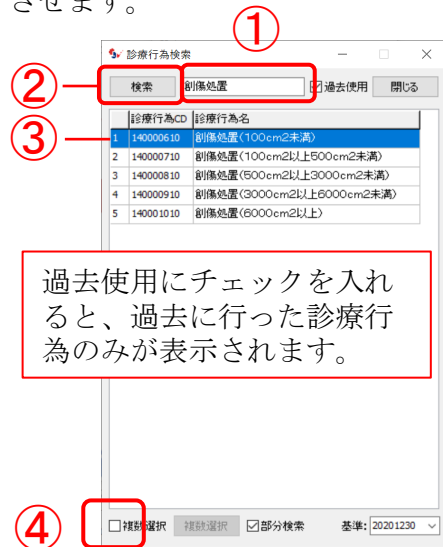 させます。
①
診療行為検索
②
検索 創傷処置 過去使用 閉じる
③
診療行為CD 診療行為名
1 140000610 創傷処置(100cm2未満)
2 140000710 創傷処置(100cm2以上500cm2未満)
3 140000810 創傷処置(500cm2以上3000cm2未満)
4 140000910 創傷処置(3000cm2以上6000cm2未満)
5 140001010 創傷処置(6000cm2以上)
過去使用にチェックを入れ
ると、過去に行った診療行
為のみが表示されます。
④
複数選択 複数選択 部分検索 基準: 20201230